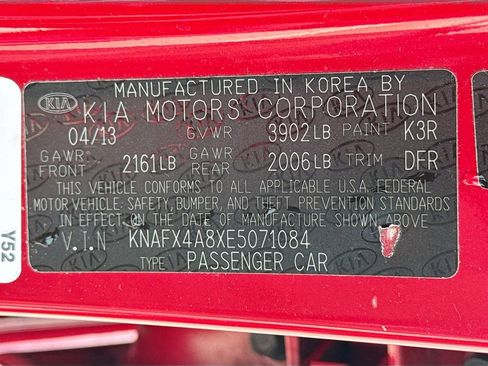 MANUFACTURED IN KOREA BY
KIA KIA MOTORS CORPORATION
04/13 GVWR 3902LB PAINT K3R
GAWR FRONT 2161LB GAWR REAR 2006LB TRIM DFR
THIS VEHICLE CONFORMS TO ALL APPLICABLE U.S.A. FEDERAL
MOTOR VEHICLE SAFETY, BUMPER, AND THEFT PREVENTION STANDARDS
IN EFFECT ON THE DATE OF MANUFACTURE SHOWN ABOVE
V.I.N KNAFX4A8XE5071084
TYPE PASSENGER CAR
Y52